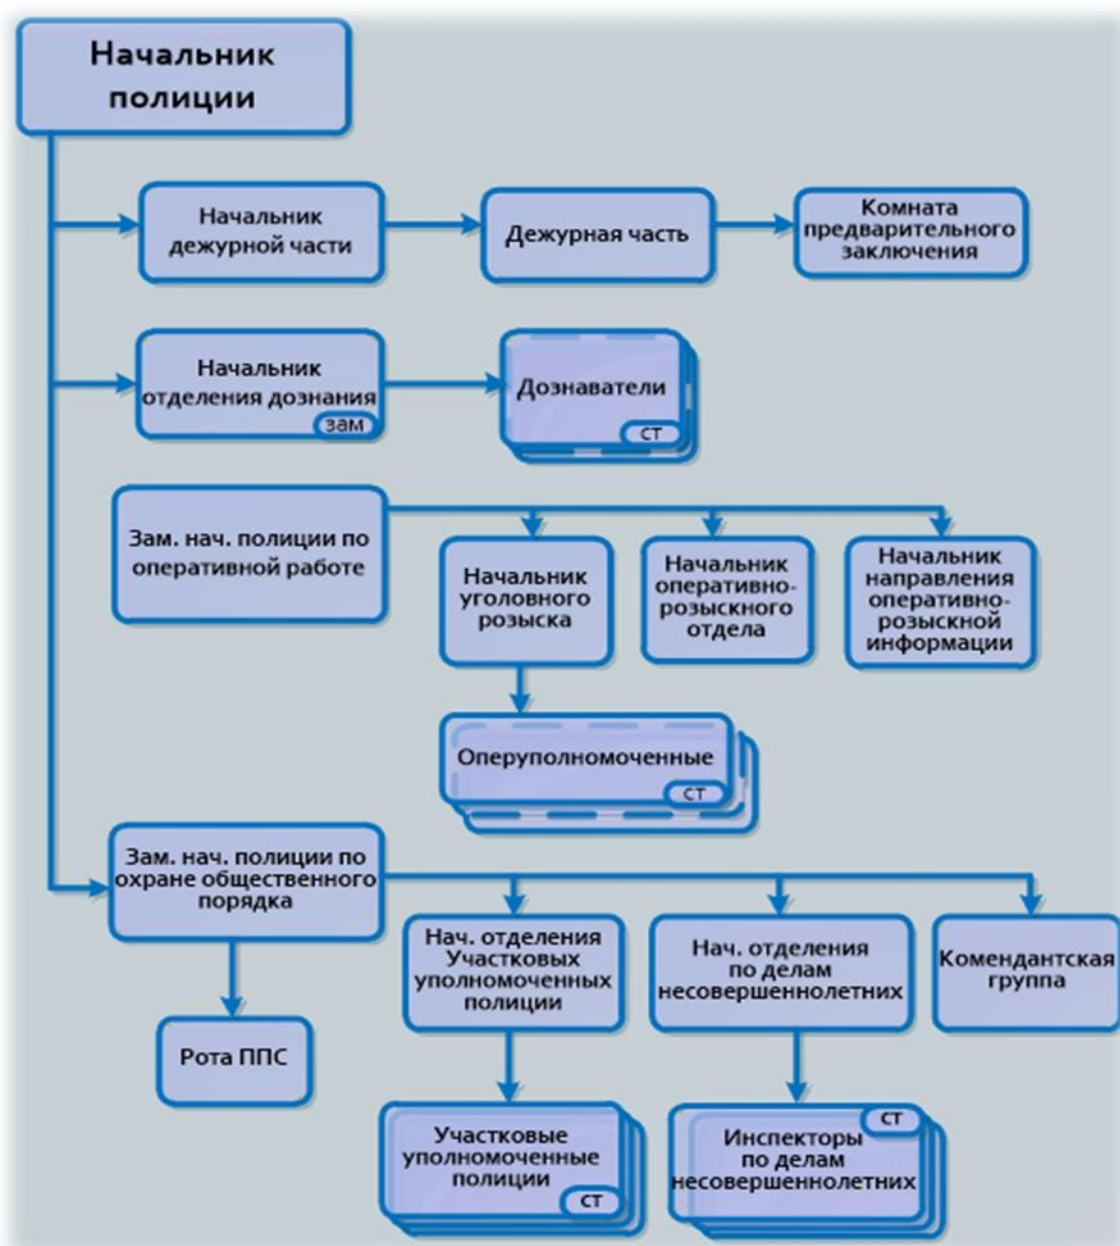 Начальник
полиции
Начальник
дежурной части
Дежурная часть
Комната
предварительного
заключения
Начальник
отделения дознания
зам
Дознаватели
ст
Зам. нач. полиции по
оперативной работе
Начальник
уголовного
розыска
Начальник
оперативно-
розыскного
отдела
Начальник
направления
оперативно-
розыскной
информации
Оперуполномоченные
ст
Зам. нач. полиции по
охране общественного
порядка
Нач. отделения
Участковых
уполномоченных
полиции
Нач. отделения
по делам
несовершеннолетних
Комендантская
группа
Рота ППС
Участковые
уполномоченные
полиции
ст
ст
Инспекторы
по делам
несовершеннолетних